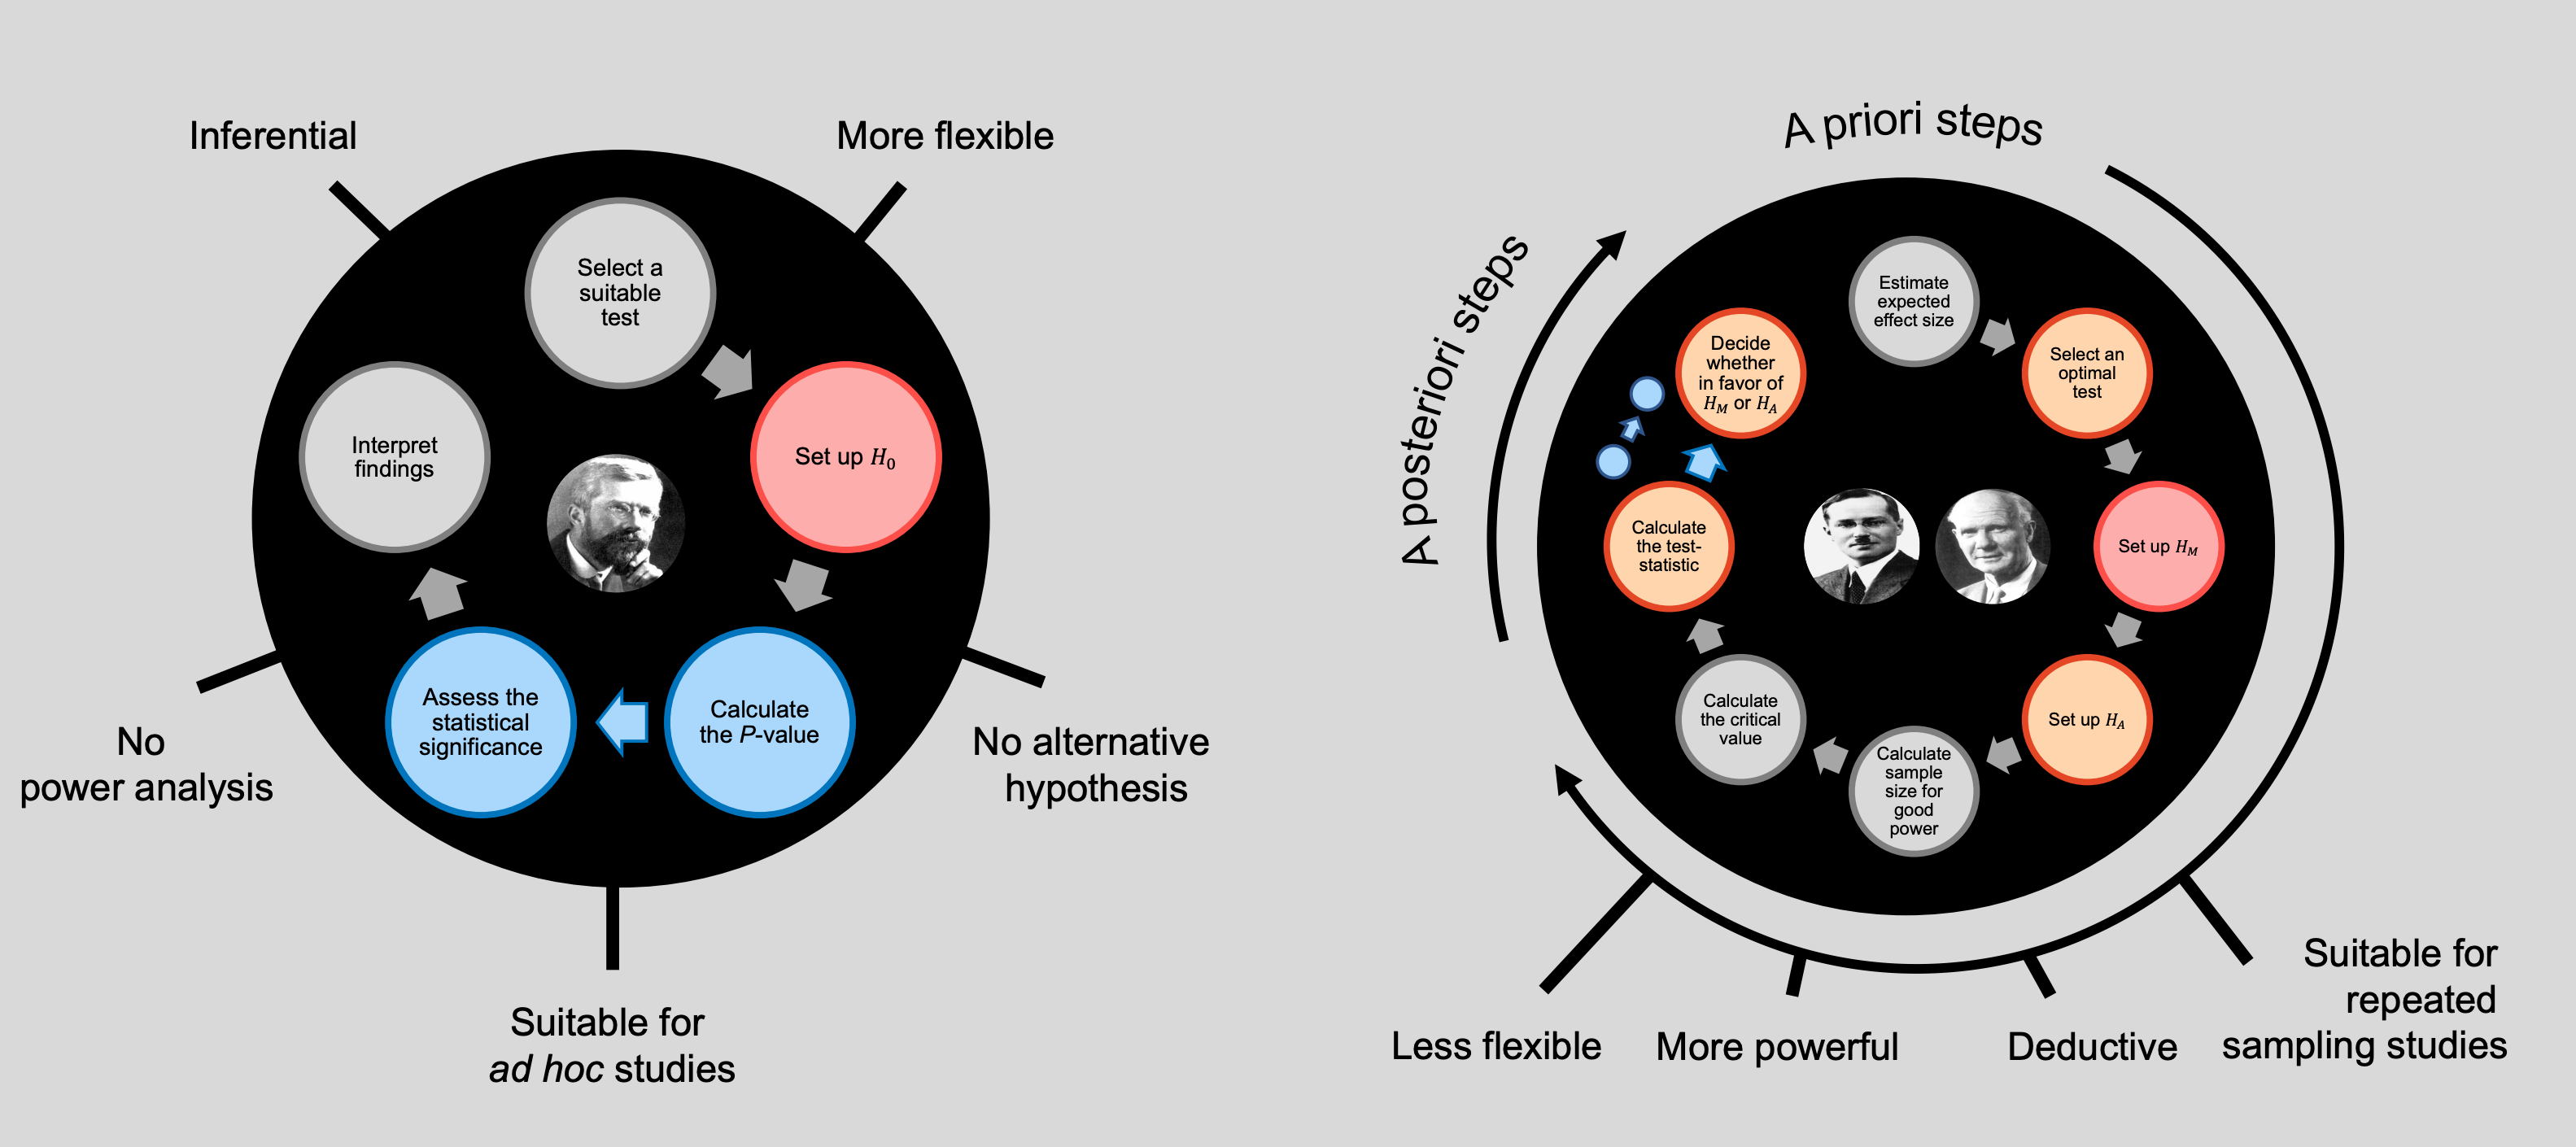 Inferential
More flexible
Select a
suitable
test
Set up H₀
Calculate
the P-value
Assess the
statistical
significance
Interpret
findings
No
power analysis
No alternative
hypothesis
Suitable for
ad hoc studies
A priori steps
A posteriori steps
Estimate
expected
effect size
Select an
optimal
test
Set up Hₘ
Set up H_A
Calculate
sample
size for
good
power
Calculate
the critical
value
Calculate
the test-
statistic
Decide
whether
in favor of
H_M or H_A
Less flexible
More powerful
Deductive
Suitable for
repeated
sampling studies